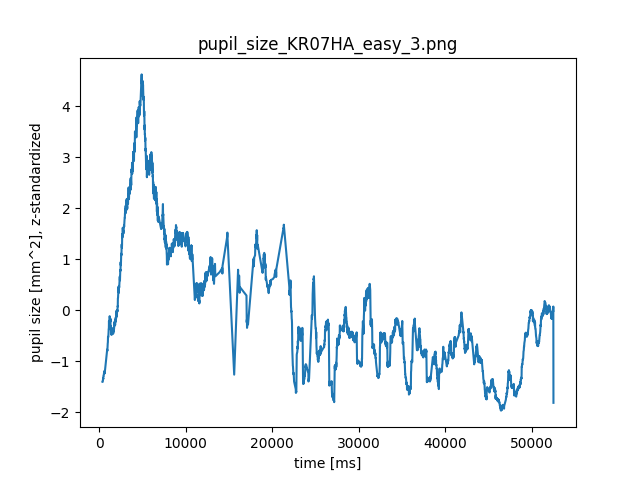 pupil_size_KR07HA_easy_3.png
pupil size [mm^2], z-standardized
4
3
2
1
0
−1
−2
0 10000 20000 30000 40000 50000
time [ms]